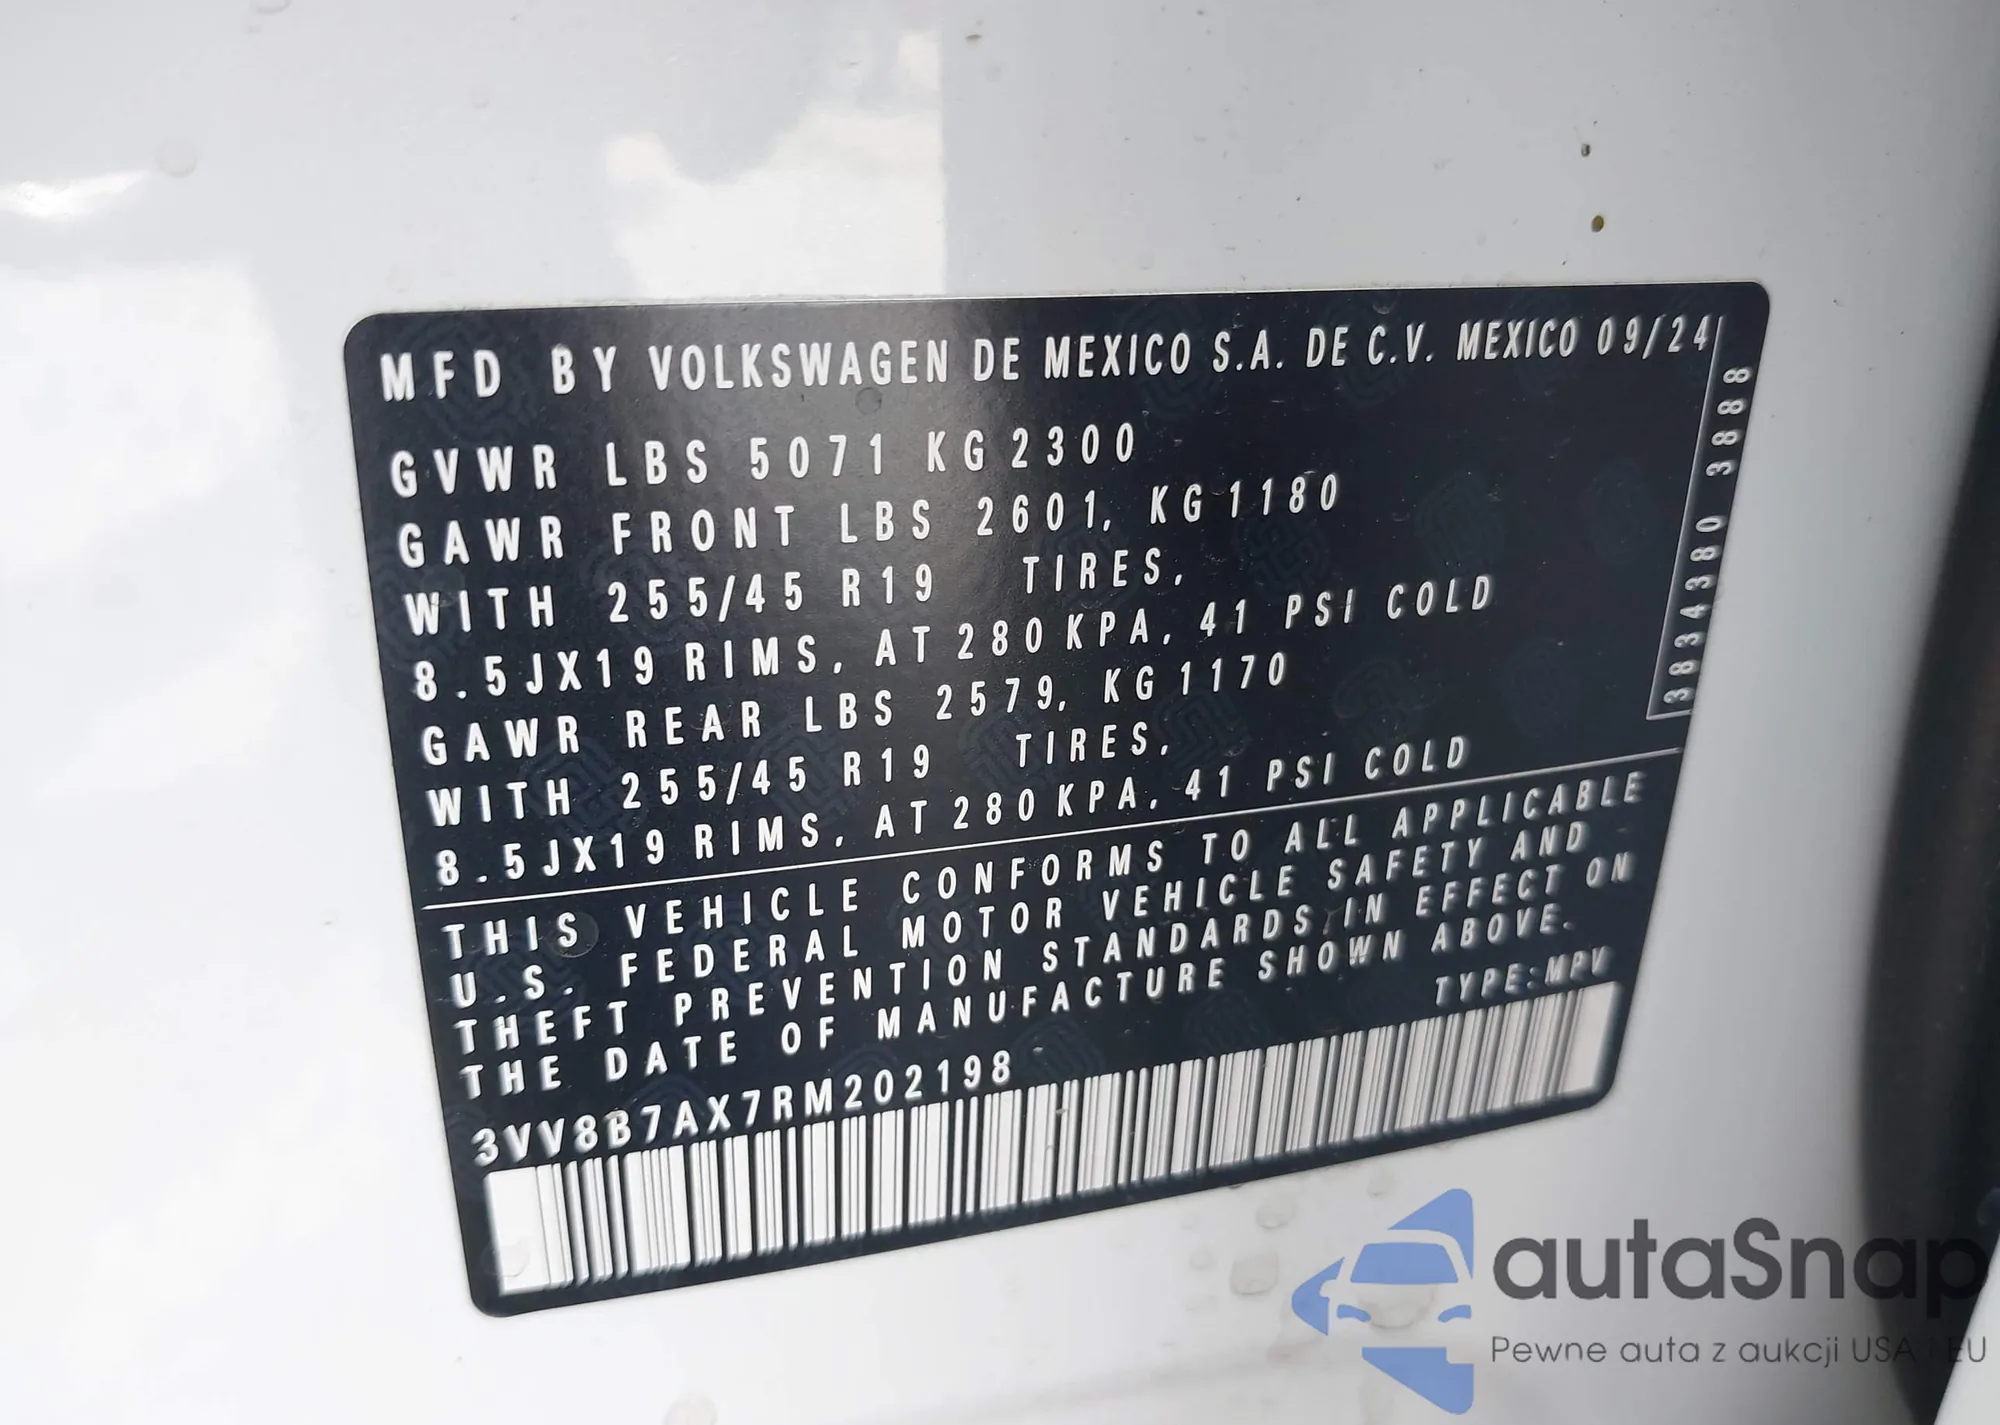 MFD BY VOLKSWAGEN DE MEXICO S.A. DE C.V. MEXICO 09/24
GVWR LBS 5071 KG 2300
GAWR FRONT LBS 2601, KG 1180
WITH 255/45 R19 TIRES,
8.5JX19 RIMS, AT 280 KPA, 41 PSI COLD
GAWR REAR LBS 2579, KG 1170
WITH 255/45 R19 TIRES,
8.5JX19 RIMS, AT 280 KPA, 41 PSI COLD
3834380 3888
THIS VEHICLE CONFORMS TO ALL APPLICABLE
U.S. FEDERAL MOTOR VEHICLE SAFETY AND
THEFT PREVENTION STANDARDS IN EFFECT ON
THE DATE OF MANUFACTURE SHOWN ABOVE.
TYPE:MPV
3VV8B7AX7RM202198
autaSnap
Pewne auta z aukcji USA i EU